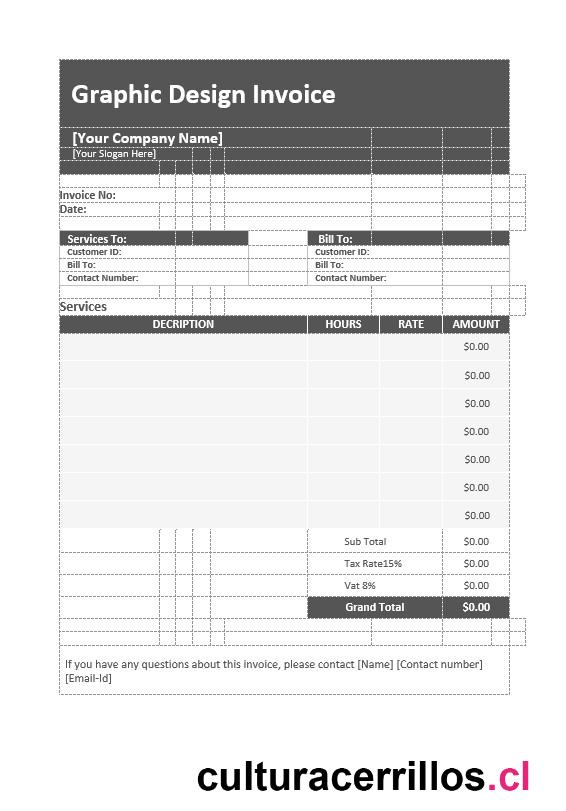 Graphic Design Invoice
[Your Company Name]
[Your Slogan Here]
Invoice No:
Date:
Services To: Bill To:
Customer ID: Customer ID:
Bill To: Bill To:
Contact Number: Contact Number:
Services
DECRIPTION HOURS RATE AMOUNT
$0.00
$0.00
$0.00
$0.00
$0.00
$0.00
$0.00
Sub Total $0.00
Tax Rate15% $0.00
Vat 8% $0.00
Grand Total $0.00
If you have any questions about this invoice, please contact [Name] [Contact number]
[Email-Id]
culturacerrillos.cl